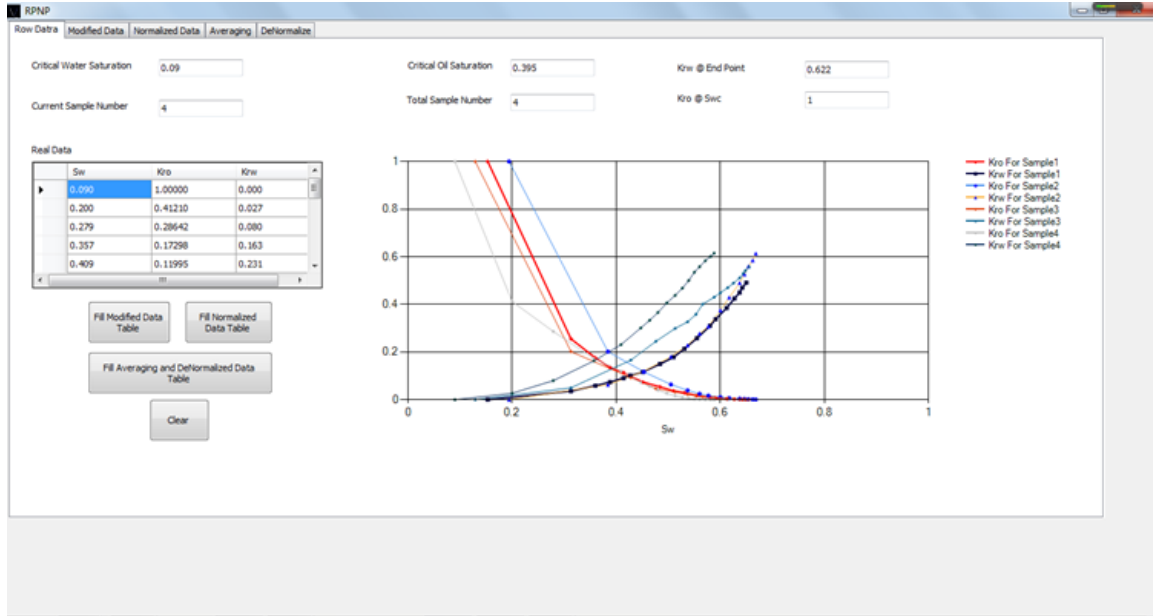 RPNP
Row Datra Modified Data Normalized Data Averaging DeNormalize
Critical Water Saturation 0.09 Critical Oil Saturation 0.395 Krw @ End Point 0.622
Current Sample Number 4 Total Sample Number 4 Kro @ Swc 1
Real Data
Sw Kro Krw
0.090 1.00000 0.000
0.200 0.41210 0.027
0.279 0.28642 0.080
0.357 0.17298 0.163
0.409 0.11995 0.231
Fill Modified Data
Table
Fill Normalized
Data Table
Fill Averaging and DeNormalized Data
Table
Clear
1
0.8
0.6
0.4
0.2
0
0 0.2 0.4 0.6 0.8 1
Sw
Kro For Sample1
Krw For Sample1
Kro For Sample2
Krw For Sample2
Kro For Sample3
Krw For Sample3
Kro For Sample4
Krw For Sample4